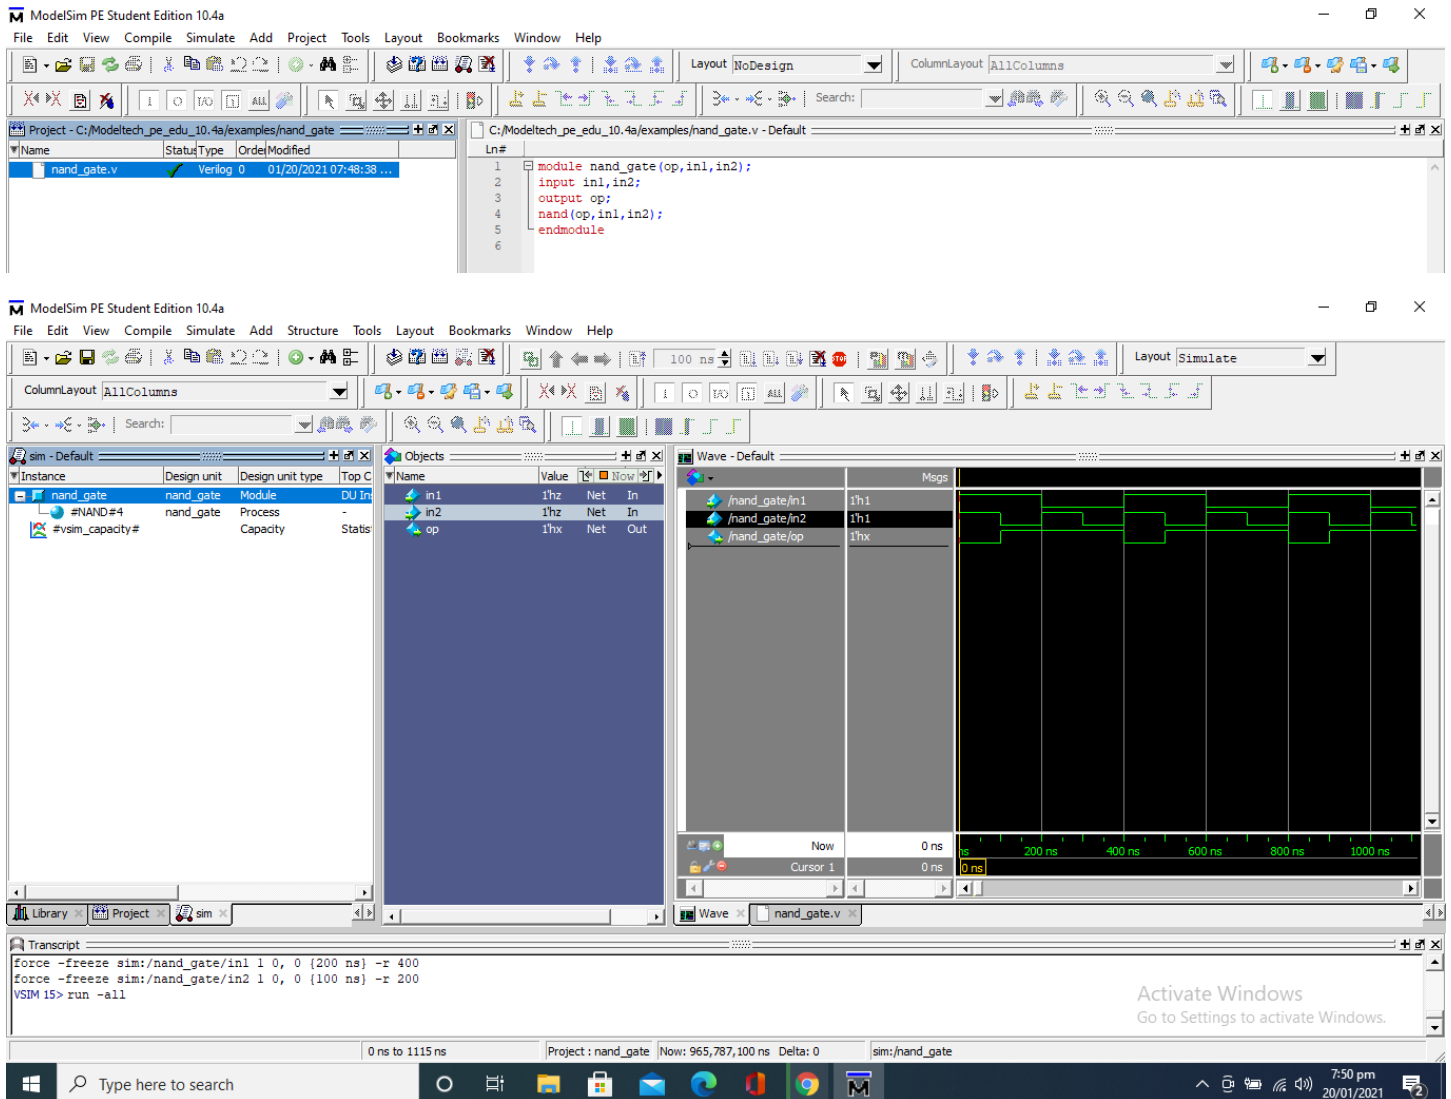 ModelSim PE Student Edition 10.4a
File Edit View Compile Simulate Add Project Tools Layout Bookmarks Window Help
Layout NoDesign
ColumnLayout AllColumns
Search:
Project - C:/Modeltech_pe_edu_10.4a/examples/nand_gate
C:/Modeltech_pe_edu_10.4a/examples/nand_gate.v - Default
Name Status Type Order Modified
Ln#
nand_gate.v Verilog 0 01/20/2021 07:48:38 ...
1 module nand_gate(op,in1,in2);
2 input in1,in2;
3 output op;
4 nand(op,in1,in2);
5 endmodule
6
ModelSim PE Student Edition 10.4a
File Edit View Compile Simulate Add Structure Tools Layout Bookmarks Window Help
100 ns
Layout Simulate
ColumnLayout AllColumns
Search:
sim - Default
Instance Design unit Design unit type Top C
nand_gate nand_gate Module DU In
#NAND#4 nand_gate Process -
#vsim_capacity# Capacity Statis
Objects
Name Value Now
in1 1'hz Net In
in2 1'hz Net In
op 1'hx Net Out
Wave - Default
Msgs
/nand_gate/in1 1'h1
/nand_gate/in2 1'h1
/nand_gate/op 1'hx
Now 0 ns
ns 200 ns 400 ns 600 ns 800 ns 1000 ns
Cursor 1 0 ns
0 ns
Library Project sim
Wave nand_gate.v
Transcript
force -freeze sim:/nand_gate/in1 1 0, 0 {200 ns} -r 400
force -freeze sim:/nand_gate/in2 1 0, 0 {100 ns} -r 200
VSIM 15> run -all
Activate Windows
Go to Settings to activate Windows.
0 ns to 1115 ns Project : nand_gate Now: 965,787,100 ns Delta: 0 sim:/nand_gate
Type here to search
7:50 pm
20/01/2021
2